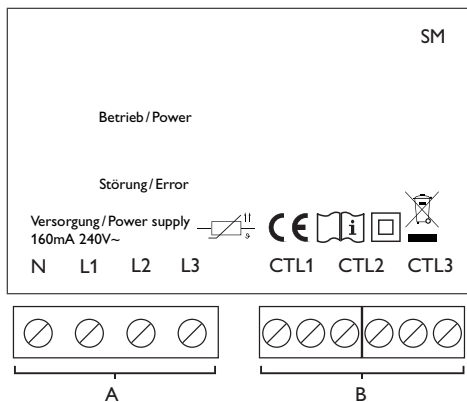 SM
Betrieb/Power
Störung/Error
Versorgung/Power supply
160mA 240V~
N L1 L2 L3 CTL1 CTL2 CTL3
A B